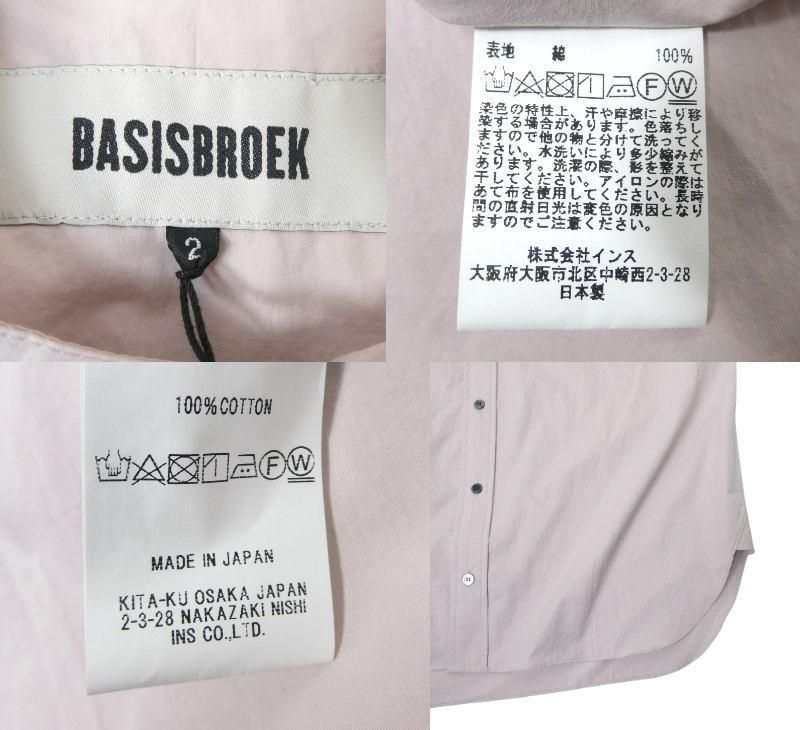 BASISBROEK
2
表地 綿 100%
F W
染色の特性上、汗や摩擦により移
染する場合があります。色落ちし
ますので他の物と分けて洗ってく
ださい。水洗いにより多少縮みが
あります。洗濯の際、形を整えて
干してください。アイロンの際は
あて布を使用してください。長時
間の直射日光は変色の原因となり
ますのでご注意ください。
株式会社インス
大阪府大阪市北区中崎西2-3-28
日本製
100%COTTON
F W
MADE IN JAPAN
KITA-KU OSAKA JAPAN
2-3-28 NAKAZAKI NISHI
INS CO.,LTD.